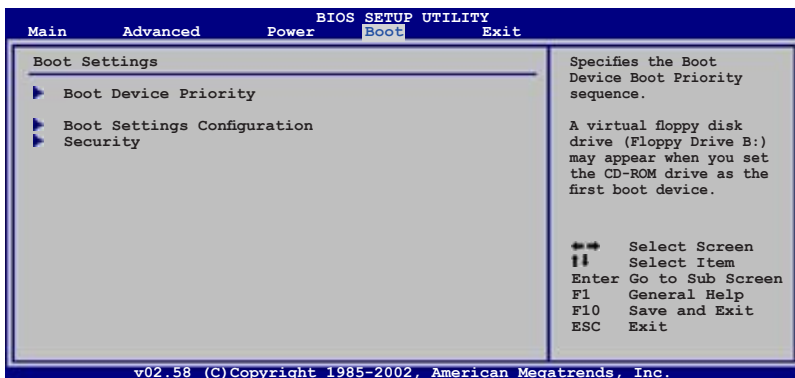 BIOS SETUP UTILITY
Main Advanced Power Boot Exit
Boot Settings
Boot Device Priority
Boot Settings Configuration
Security
Specifies the Boot
Device Boot Priority
sequence.
A virtual floppy disk
drive (Floppy Drive B:)
may appear when you set
the CD-ROM drive as the
first boot device.
Select Screen
Select Item
Enter Go to Sub Screen
F1 General Help
F10 Save and Exit
ESC Exit
v02.58 (C)Copyright 1985-2002, American Megatrends, Inc.